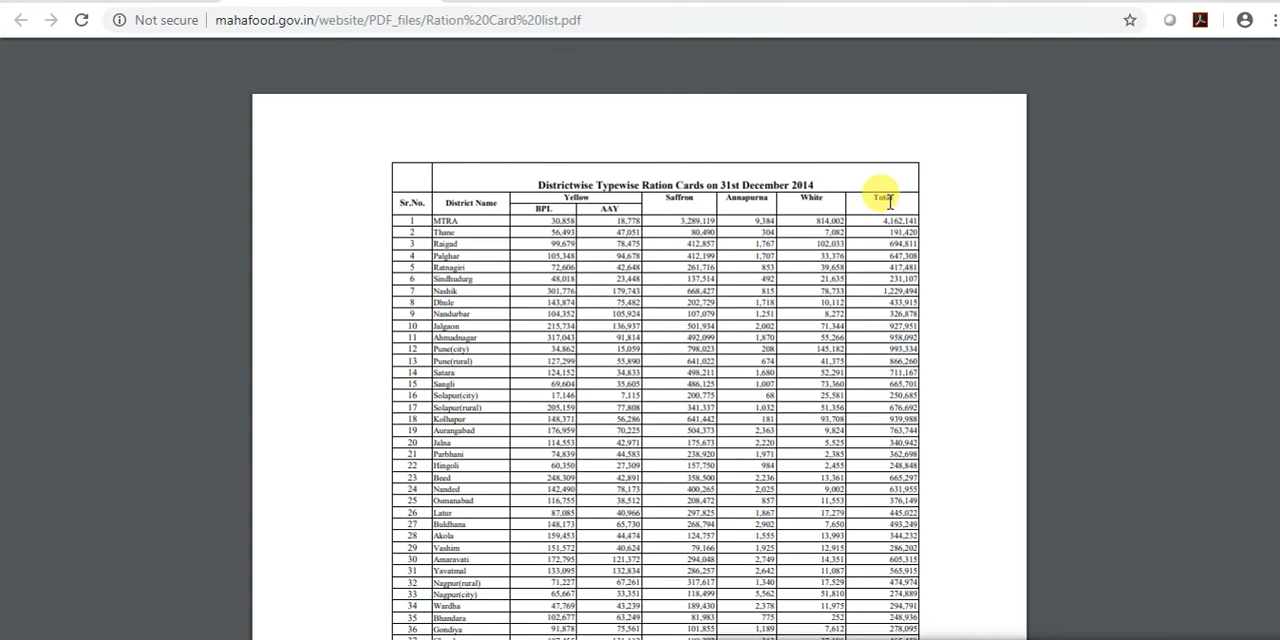 Not secure mahafood.gov.in/website/PDF_files/Ration%20Card%20list.pdf
Districtwise Typewise Ration Cards on 31st December 2014
Sr.No. District Name Yellow Saffron Annapurna White Total
BPL AAY
1 MTRA 30,858 18,778 3,289,119 9,384 814,002 4,162,141
2 Thane 56,493 47,051 80,490 304 7,082 191,420
3 Raigad 99,679 78,475 412,857 1,767 102,033 694,811
4 Palghar 105,348 94,678 412,199 1,707 33,376 647,308
5 Ratnagiri 72,606 42,648 261,716 853 39,658 417,481
6 Sindhudurg 48,018 23,448 137,514 492 21,635 231,107
7 Nashik 301,776 179,743 668,427 815 78,733 1,229,494
8 Dhule 143,874 75,482 202,729 1,718 10,112 433,915
9 Nandurbar 104,352 105,924 107,079 1,251 8,272 326,878
10 Jalgaon 215,734 136,937 501,934 2,002 71,344 927,951
11 Ahmadnagar 317,043 91,814 492,099 1,870 55,266 958,092
12 Pune(city) 34,862 15,059 798,023 208 145,182 993,334
13 Pune(rural) 127,299 55,890 641,022 674 41,375 866,260
14 Satara 124,152 34,833 498,211 1,680 52,291 711,167
15 Sangli 69,604 35,605 486,125 1,007 73,360 665,701
16 Solapur(city) 17,146 7,115 200,775 68 25,581 250,685
17 Solapur(rural) 205,159 77,808 341,337 1,032 51,356 676,692
18 Kolhapur 148,371 56,286 641,442 181 93,708 939,988
19 Aurangabad 176,959 70,225 504,373 2,363 9,824 763,744
20 Jalna 114,553 42,971 175,673 2,220 5,525 340,942
21 Parbhani 74,839 44,583 238,920 1,971 2,385 362,698
22 Hingoli 60,350 27,309 157,750 984 2,455 248,848
23 Beed 248,309 42,891 358,500 2,236 13,361 665,297
24 Nanded 142,490 78,173 400,265 2,025 9,002 631,955
25 Osmanabad 116,755 38,512 208,472 857 11,553 376,149
26 Latur 87,085 40,966 297,825 1,867 17,279 445,022
27 Buldhana 148,173 65,730 268,794 2,902 7,650 493,249
28 Akola 159,453 44,474 124,757 1,555 13,993 344,232
29 Vashim 151,572 40,624 79,166 1,925 12,915 286,202
30 Amaravati 172,795 121,372 294,048 2,749 14,351 605,315
31 Yavatmal 133,095 132,834 286,257 2,642 11,087 565,915
32 Nagpur(rural) 71,227 67,261 317,617 1,340 17,529 474,974
33 Nagpur(city) 65,667 33,351 118,499 5,562 51,810 274,889
34 Wardha 47,769 43,239 189,430 2,378 11,975 294,791
35 Bhandara 102,677 63,249 81,983 775 252 248,936
36 Gondiya 91,878 75,561 101,855 1,189 7,612 278,095